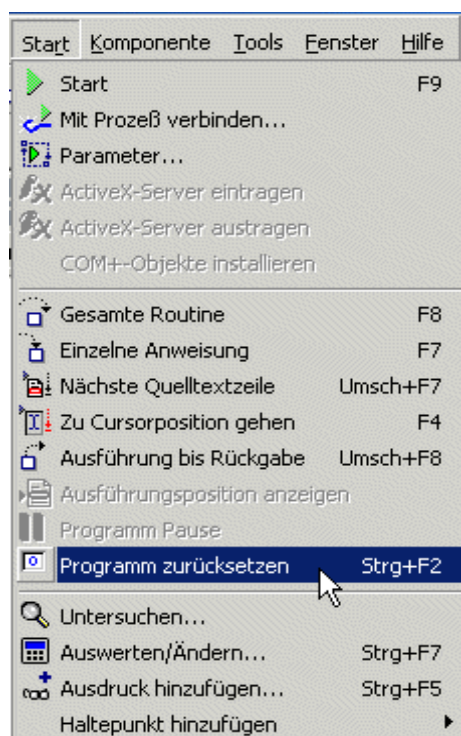 Start Komponente Tools Fenster Hilfe
Start F9
Mit Prozeß verbinden...
Parameter...
ActiveX-Server eintragen
ActiveX-Server austragen
COM+-Objekte installieren
Gesamte Routine F8
Einzelne Anweisung F7
Nächste Quelltextzeile Umsch+F7
Zu Cursorposition gehen F4
Ausführung bis Rückgabe Umsch+F8
Ausführungsposition anzeigen
Programm Pause
Programm zurücksetzen Strg+F2
Untersuchen...
Auswerten/Ändern... Strg+F7
Ausdruck hinzufügen... Strg+F5
Haltepunkt hinzufügen